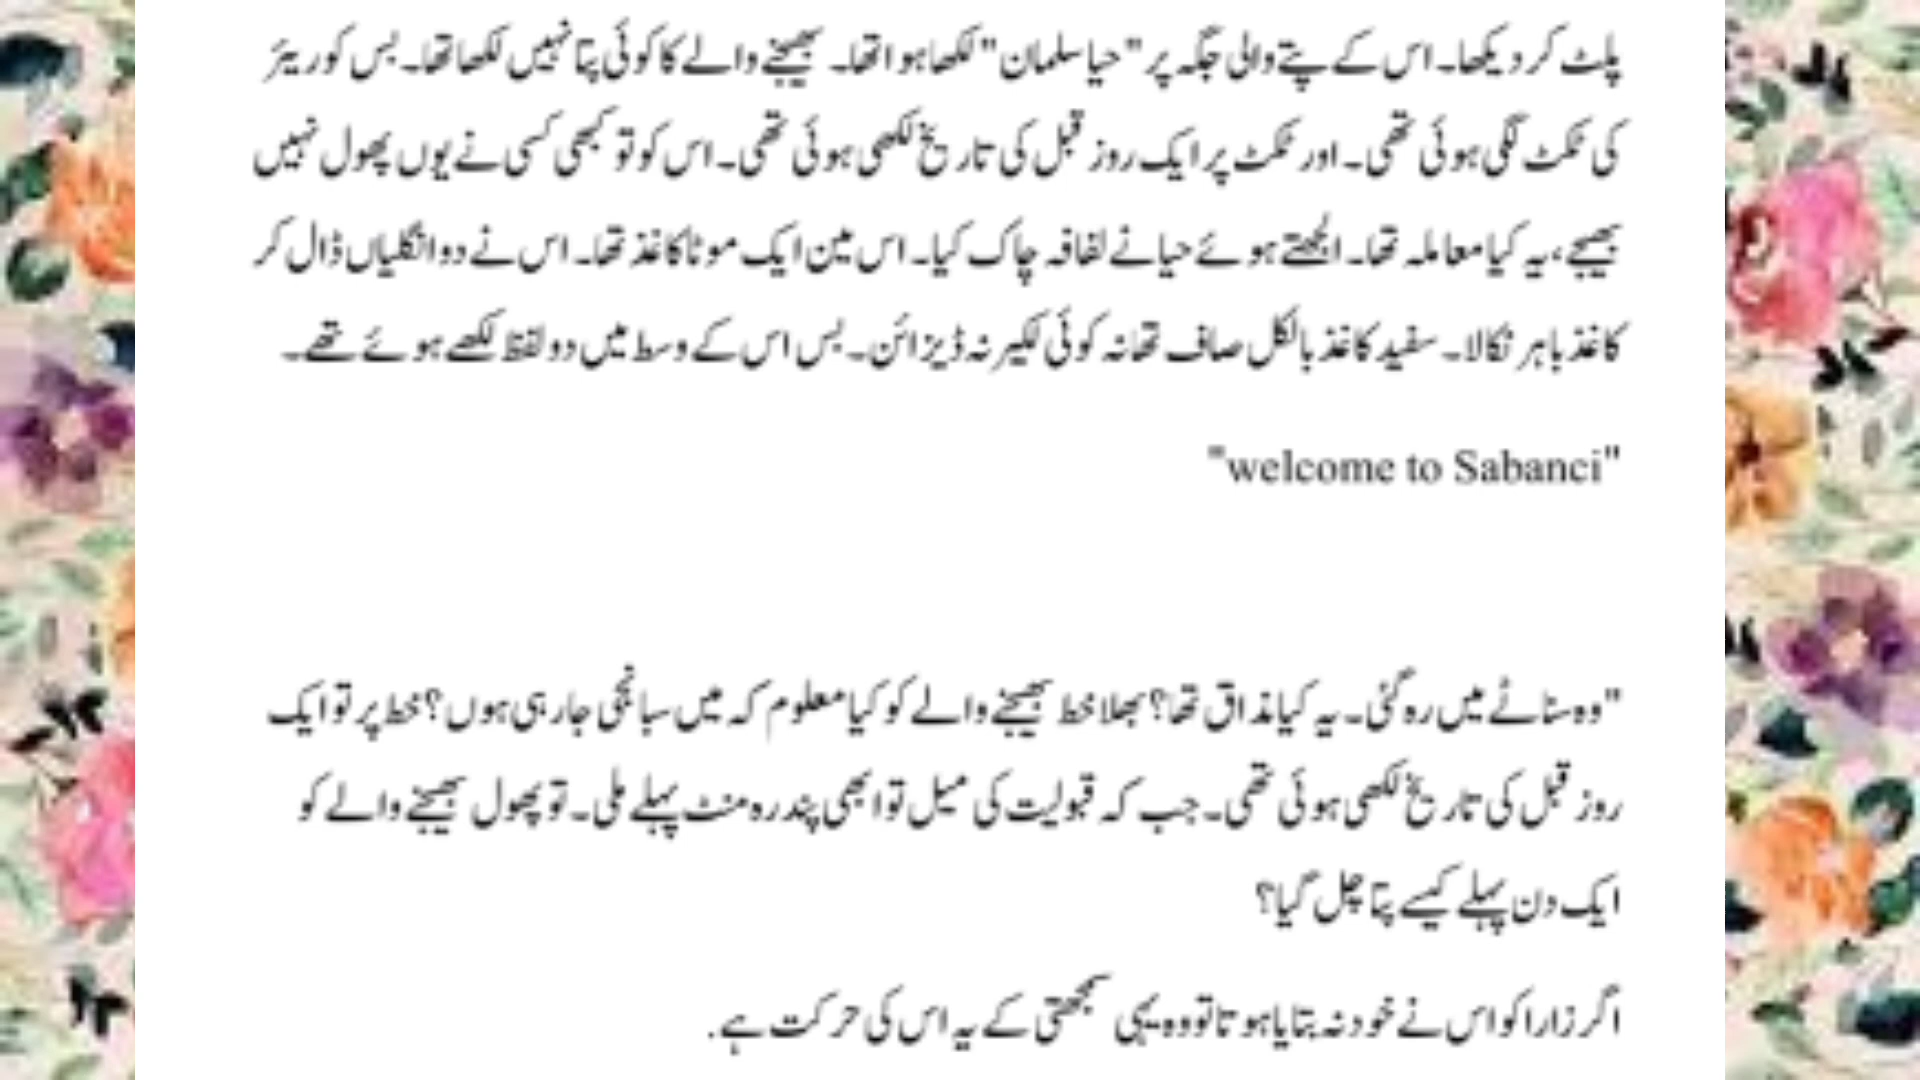 پلٹ کر دیکھا۔ اس کے پتے والی جگہ پر "حیا سلمان" لکھا ہوا تھا۔ بھیجنے والے کا کوئی پتا نہیں لکھا تھا۔ بس کوریئر
کی ٹکٹ لگی ہوئی تھی۔ اور ٹکٹ پر ایک روز قبل کی تاریخ لکھی ہوئی تھی۔ اس کو تو کبھی کسی نے یوں پھول نہیں
بھیجے، یہ کیا معاملہ تھا۔ الجھتے ہوئے حیا نے لفافہ چاک کیا۔ اس مین ایک موٹا کاغذ تھا۔ اس نے دو انگلیاں ڈال کر
کاغذ باہر نکالا۔ سفید کاغذ بالکل صاف تھا نہ کوئی لکیر نہ ڈیزائن۔ بس اس کے وسط میں دو لفظ لکھے ہوئے تھے۔
"welcome to Sabanci"
"وہ سناٹے میں رہ گئی۔ یہ کیا مذاق تھا؟ بھلا خط بھیجنے والے کو کیا معلوم کہ میں سبانجی جا رہی ہوں؟ خط پر تو ایک
روز قبل کی تاریخ لکھی ہوئی تھی۔ جب کہ قبولیت کی میل تو ابھی پندرہ منٹ پہلے ملی۔ تو پھول بھیجنے والے کو
ایک دن پہلے کیسے پتا چل گیا؟
اگر زارا کو اس نے خود نہ بتایا ہوتا تو وہ یہی سمجھتی کے یہ اس کی حرکت ہے.